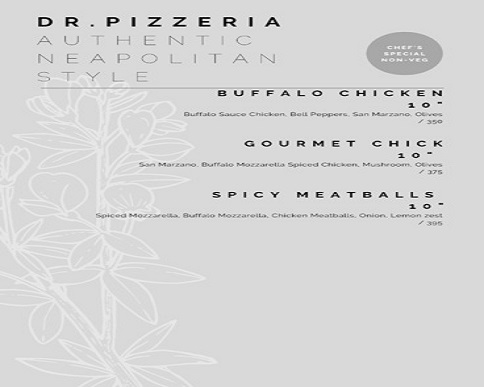 DR.PIZZERIA
AUTHENTIC
NEAPOLITAN
STYLE
CHEF'S
SPECIAL
NON-VEG
BUFFALO CHICKEN
10"
Buffalo Sauce Chicken, Bell Peppers, San Marzano, Olives
/ 350
GOURMET CHICK
10"
San Marzano, Buffalo Mozzarella Spiced Chicken, Mushroom, Olives
/ 375
SPICY MEATBALLS
10"
Spiced Mozzarella, Buffalo Mozzarella, Chicken Meatballs, Onion, Lemon zest
/ 395